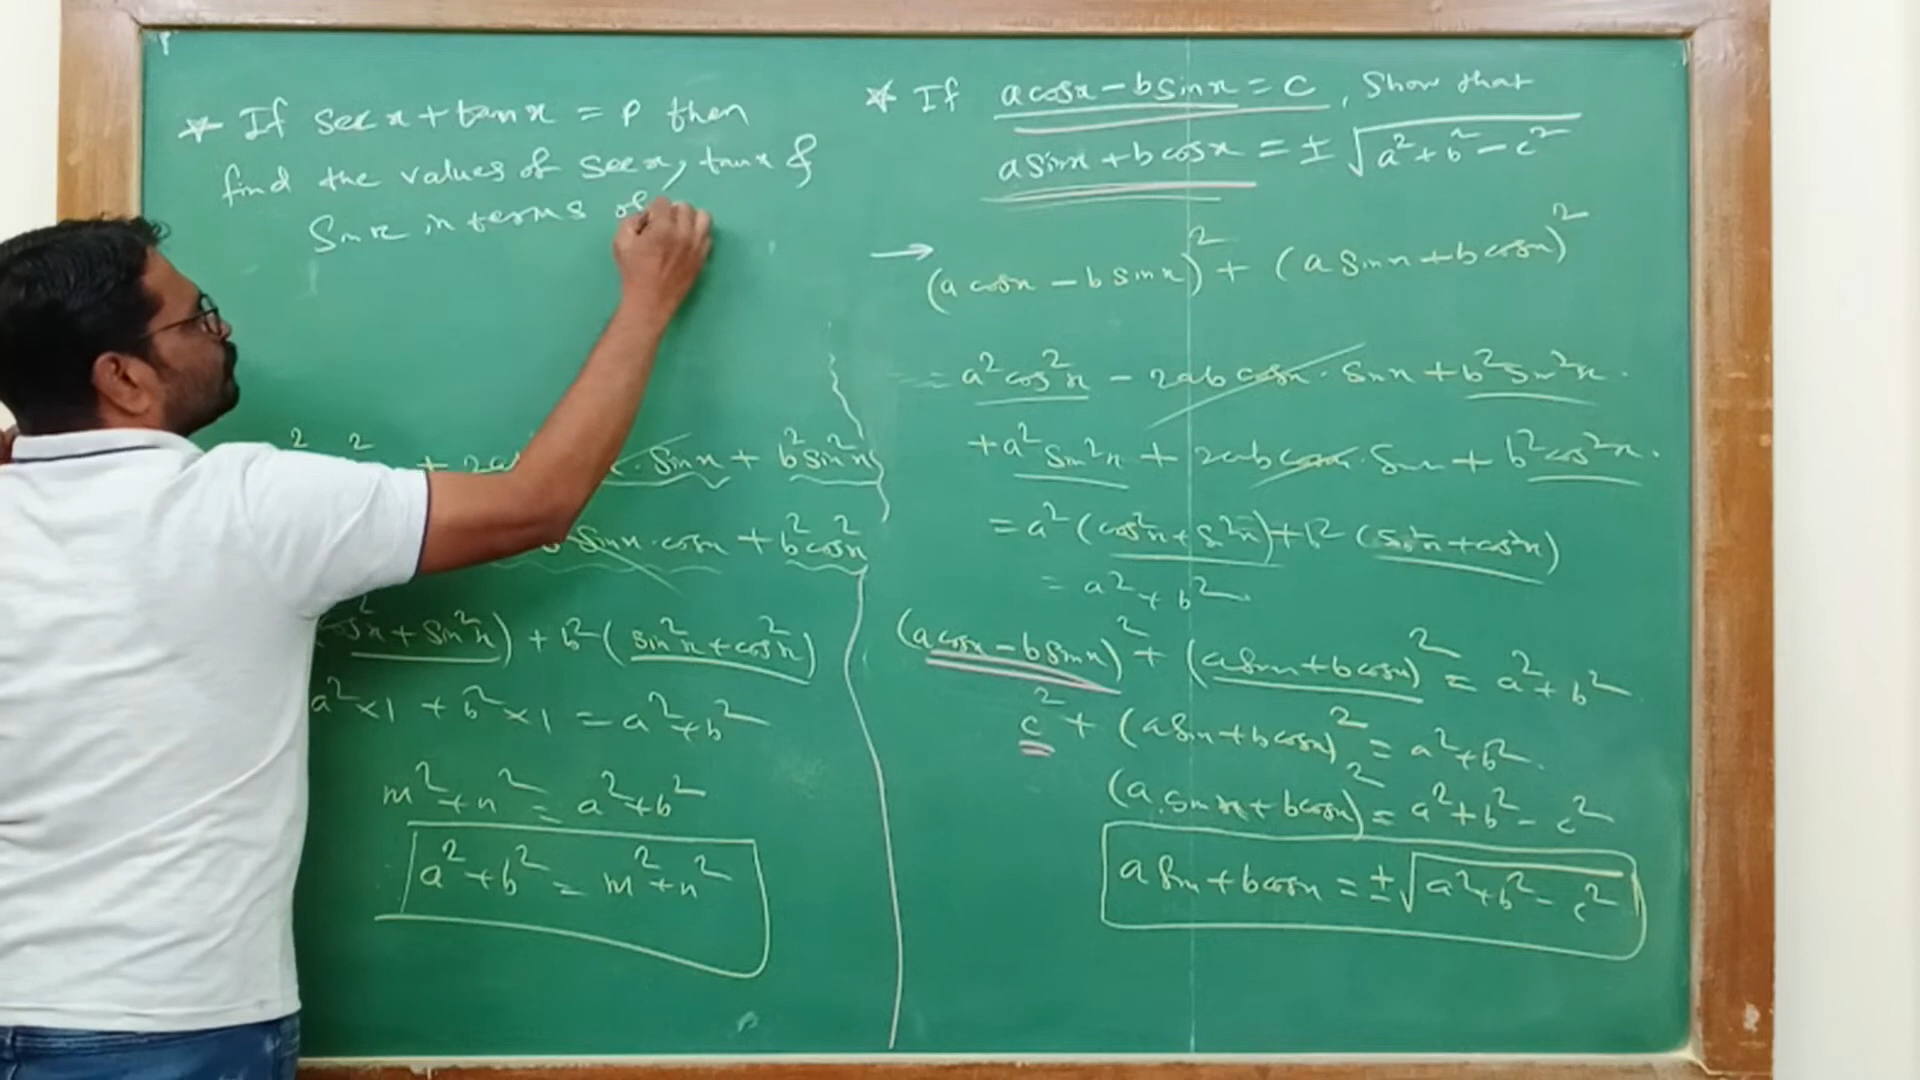 * If sec x + tan x = p then
find the values of sec x, tan x &
Sin x in terms of
+ b² sin²x
sin x · cos x + b² cos²x
+ sin²x) + b² (sin²x + cos²x)
a² × 1 + b² × 1 = a² + b²
m² + n² = a² + b²
a² + b² = m² + n²
* If a cos x - b sin x = c, Show that
a sin x + b cos x = ± √a² + b² - c²
→ (a cos x - b sin x)² + (a sin x + b cos x)²
= a² cos²x - 2ab cos x · sin x + b² sin²x.
+ a² sin²x + 2ab cos x · sin x + b² cos²x.
= a² (cos²x + sin²x) + b² (sin²x + cos²x)
= a² + b²
(a cos x - b sin x)² + (a sin x + b cos x)² = a² + b²
c² + (a sin x + b cos x)² = a² + b².
(a sin x + b cos x)² = a² + b² - c²
a sin x + b cos x = ± √a² + b² - c²